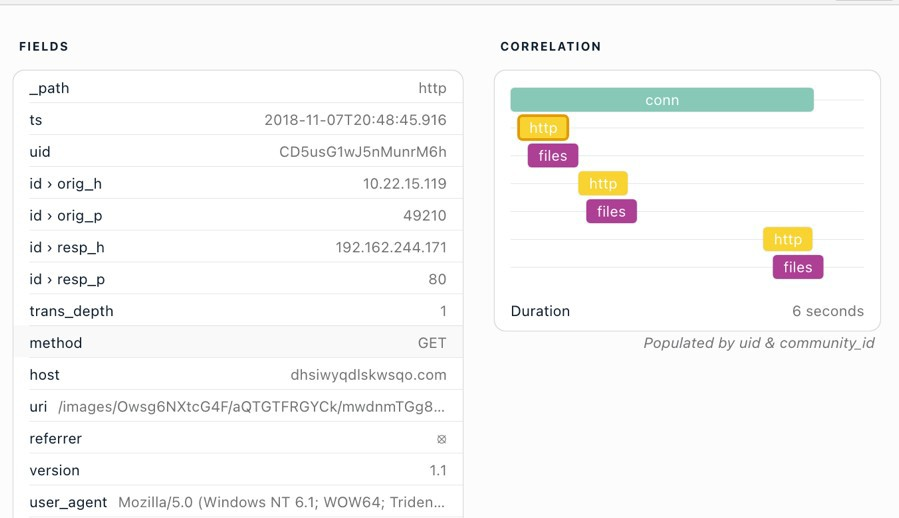 FIELDS
_path http
ts 2018-11-07T20:48:45.916
uid CD5usG1wJ5nMunrM6h
id › orig_h 10.22.15.119
id › orig_p 49210
id › resp_h 192.162.244.171
id › resp_p 80
trans_depth 1
method GET
host dhsiwyqdlskwsqo.com
uri /images/Owsg6NXtcG4F/aQTGTFRGYCk/mwdnmTGg8...
referrer ⊠
version 1.1
user_agent Mozilla/5.0 (Windows NT 6.1; WOW64; Triden...
CORRELATION
conn
http
files
http
files
http
files
Duration 6 seconds
Populated by uid & community_id